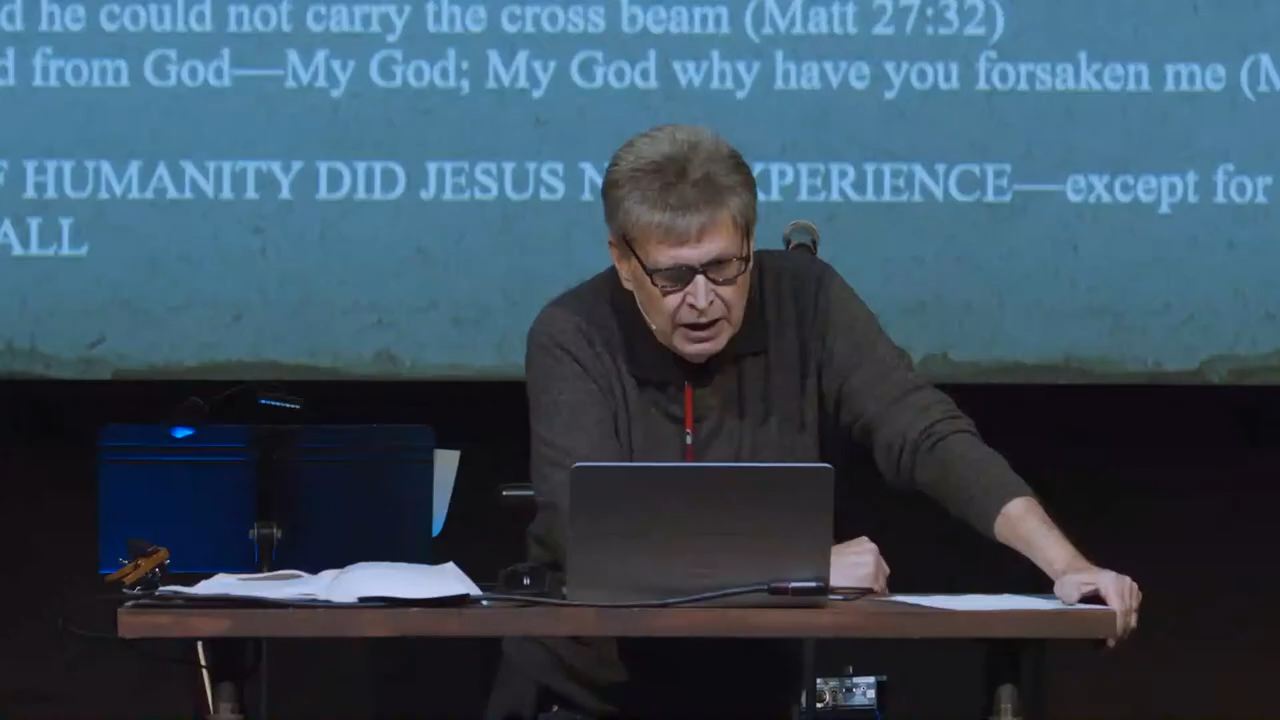 d he could not carry the cross beam (Matt 27:32)
d from God—My God; My God why have you forsaken me (M
F HUMANITY DID JESUS N XPERIENCE—except for
ALL